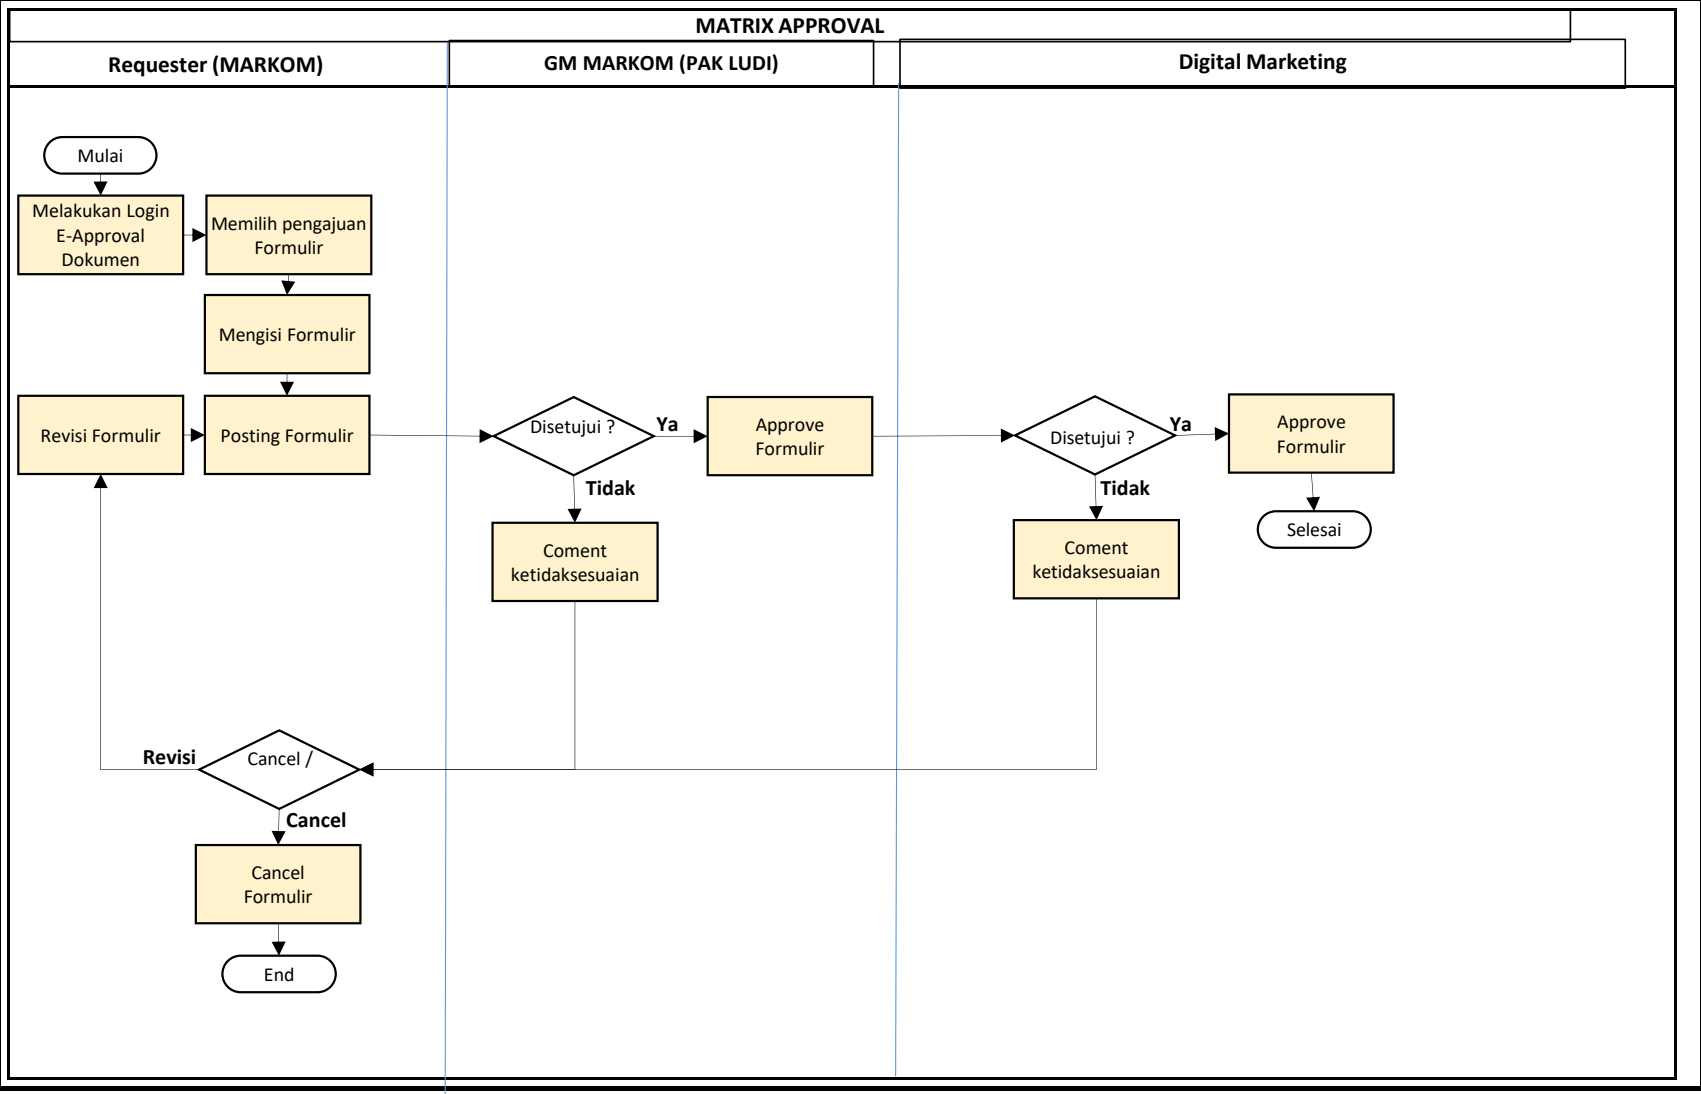 MATRIX APPROVAL
Requester (MARKOM)
GM MARKOM (PAK LUDI)
Digital Marketing
Mulai
Melakukan Login
E-Approval
Dokumen
Memilih pengajuan
Formulir
Mengisi Formulir
Revisi Formulir
Posting Formulir
Disetujui ?
Ya
Approve
Formulir
Tidak
Coment
ketidaksesuaian
Disetujui ?
Ya
Approve
Formulir
Tidak
Selesai
Coment
ketidaksesuaian
Revisi
Cancel /
Cancel
Cancel
Formulir
End